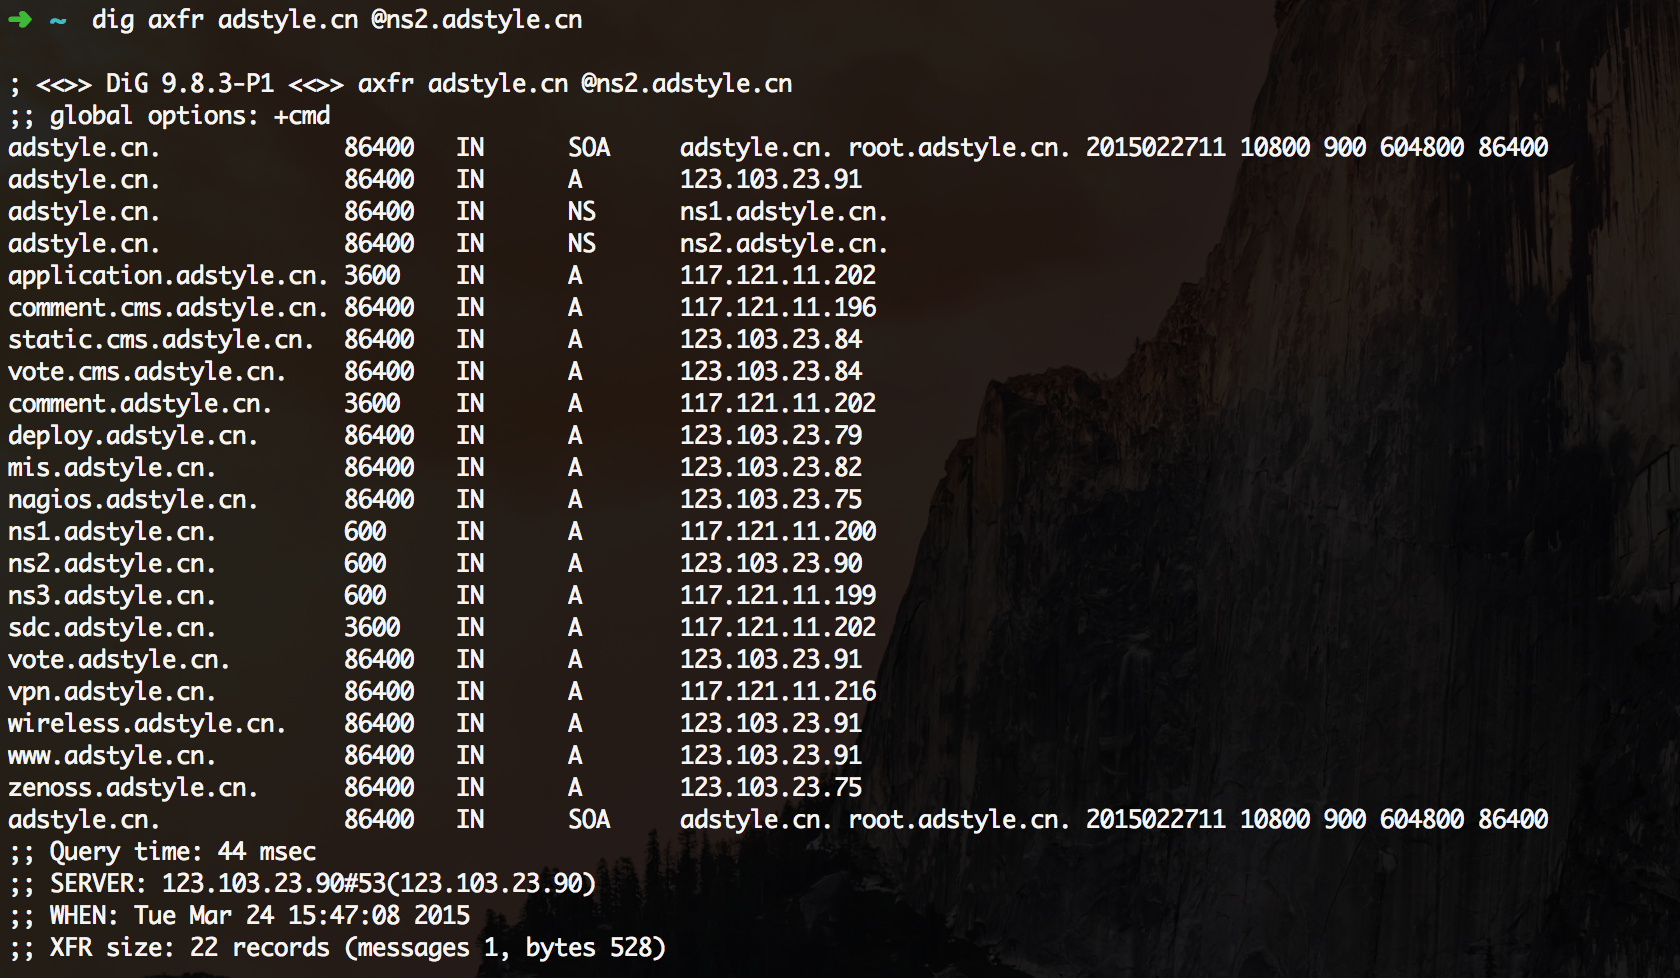 ➜ ~ dig axfr adstyle.cn @ns2.adstyle.cn
; <<>> DiG 9.8.3-P1 <<>> axfr adstyle.cn @ns2.adstyle.cn
;; global options: +cmd
adstyle.cn. 86400 IN SOA adstyle.cn. root.adstyle.cn. 2015022711 10800 900 604800 86400
adstyle.cn. 86400 IN A 123.103.23.91
adstyle.cn. 86400 IN NS ns1.adstyle.cn.
adstyle.cn. 86400 IN NS ns2.adstyle.cn.
application.adstyle.cn. 3600 IN A 117.121.11.202
comment.cms.adstyle.cn. 86400 IN A 117.121.11.196
static.cms.adstyle.cn. 86400 IN A 123.103.23.84
vote.cms.adstyle.cn. 86400 IN A 123.103.23.84
comment.adstyle.cn. 3600 IN A 117.121.11.202
deploy.adstyle.cn. 86400 IN A 123.103.23.79
mis.adstyle.cn. 86400 IN A 123.103.23.82
nagios.adstyle.cn. 86400 IN A 123.103.23.75
ns1.adstyle.cn. 600 IN A 117.121.11.200
ns2.adstyle.cn. 600 IN A 123.103.23.90
ns3.adstyle.cn. 600 IN A 117.121.11.199
sdc.adstyle.cn. 3600 IN A 117.121.11.202
vote.adstyle.cn. 86400 IN A 123.103.23.91
vpn.adstyle.cn. 86400 IN A 117.121.11.216
wireless.adstyle.cn. 86400 IN A 123.103.23.91
www.adstyle.cn. 86400 IN A 123.103.23.91
zenoss.adstyle.cn. 86400 IN A 123.103.23.75
adstyle.cn. 86400 IN SOA adstyle.cn. root.adstyle.cn. 2015022711 10800 900 604800 86400
;; Query time: 44 msec
;; SERVER: 123.103.23.90#53(123.103.23.90)
;; WHEN: Tue Mar 24 15:47:08 2015
;; XFR size: 22 records (messages 1, bytes 528)